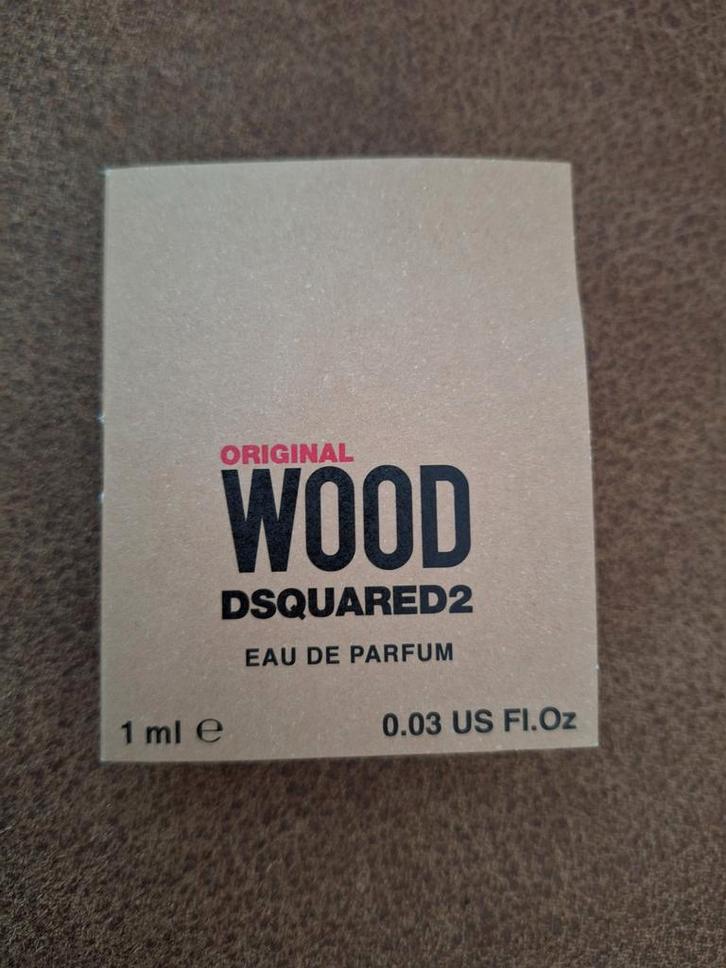 ORIGINAL
WOOD
DSQUARED2
EAU DE PARFUM
1 ml ℮ 0.03 US Fl.Oz